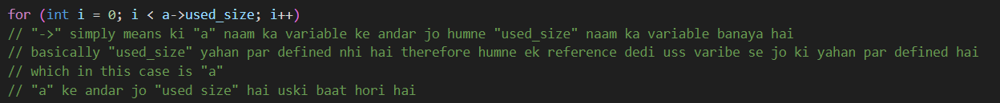 for (int i = 0; i < a->used_size; i++)
// "->" simply means ki "a" naam ka variable ke andar jo humne "used_size" naam ka variable banaya hai
// basically "used_size" yahan par defined nhi hai therefore humne ek reference dedi uss varibe se jo ki yahan par defined hai
// which in this case is "a"
// "a" ke andar jo "used size" hai uski baat hori hai